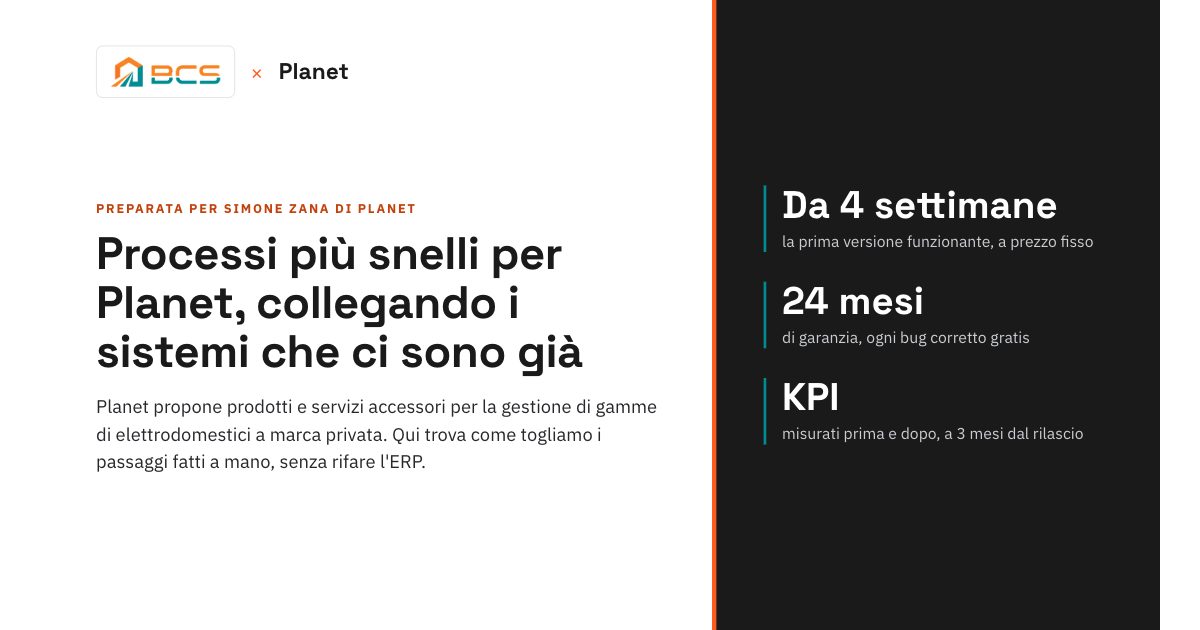 BCS × Planet
PREPARATA PER SIMONE ZANA DI PLANET
Processi più snelli per
Planet, collegando i
sistemi che ci sono già
Planet propone prodotti e servizi accessori per la gestione di gamme
di elettrodomestici a marca privata. Qui trova come togliamo i
passaggi fatti a mano, senza rifare l'ERP.
Da 4 settimane
la prima versione funzionante, a prezzo fisso
24 mesi
di garanzia, ogni bug corretto gratis
KPI
misurati prima e dopo, a 3 mesi dal rilascio